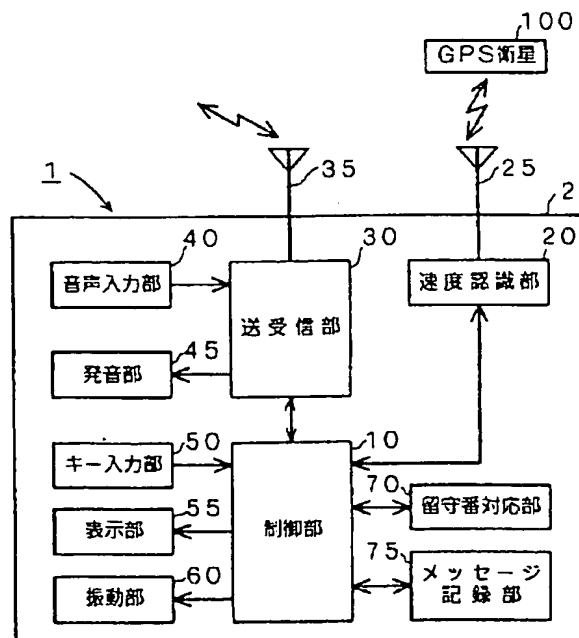 100
GPS衛星
1
35
25
2
40
音声入力部
30
送受信部
20
速度認識部
45
発音部
50
キー入力部
10
制御部
70
留守番対応部
55
表示部
75
メッセージ
記録部
60
振動部